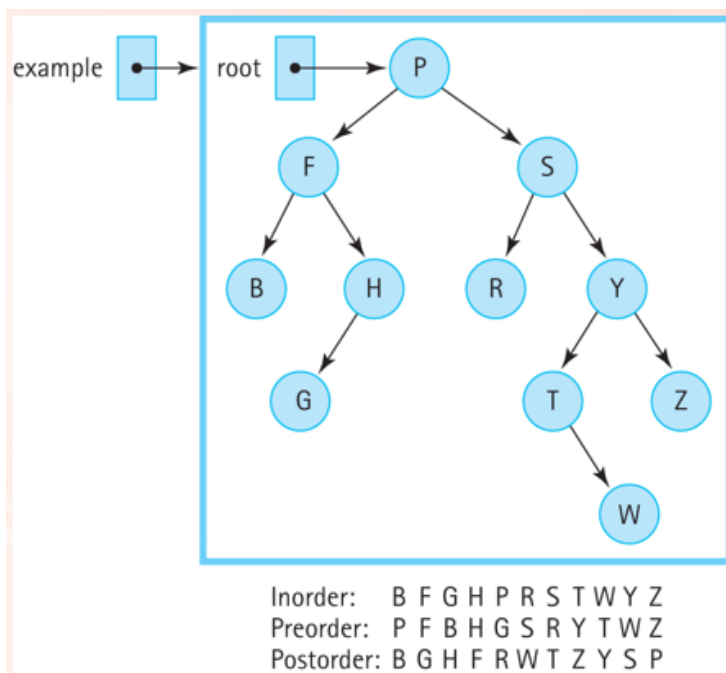 example root P
F S
B H R Y
G T Z
W
Inorder: B F G H P R S T W Y Z
Preorder: P F B H G S R Y T W Z
Postorder: B G H F R W T Z Y S P